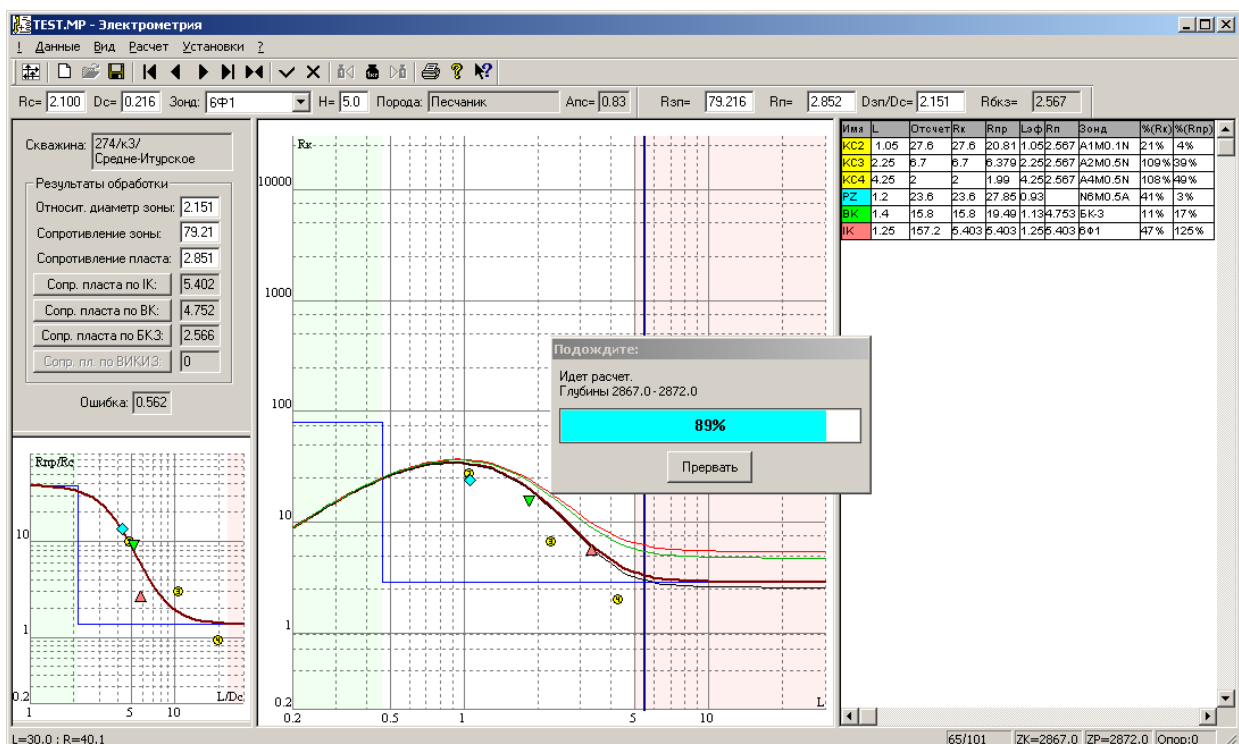 TEST.MP - Электрометрия
! Данные Вид Расчет Установки ?
Rc= 2.100 Dc= 0.216 Зонд: 6Ф1 H= 5.0 Порода: Песчаник Апс= 0.83 Rзп= 79.216 Rп= 2.852 Dзп/Dc= 2.151 Rбкз= 2.567
Скважина: 274/к3/
Средне-Итурское
Результаты обработки
Относит. диаметр зоны: 2.151
Сопротивление зоны: 79.21
Сопротивление пласта: 2.851
Сопр. пласта по IK: 5.402
Сопр. пласта по BK: 4.752
Сопр. пласта по БКЗ: 2.566
Сопр. пл. по ВИКИЗ: 0
Ошибка: 0.562
Rпр/Rc
10
1
0.2
L/Dc
1 5 10
Rк
10000
1000
100
10
1
0.2
L
0.2 0.5 1 5 10
2
3
4
3
4
Подождите:
Идет расчет.
Глубины 2867.0-2872.0
89%
Прервать
Имя L Отсчет Rк Rпр Lэф Rп Зонд %(Rк) %(Rпр)
КС2 1.05 27.6 27.6 20.81 1.05 2.567 A1M0.1N 21% 4%
КС3 2.25 6.7 6.7 6.379 2.25 2.567 A2M0.5N 109% 39%
КС4 4.25 2 2 1.99 4.25 2.567 A4M0.5N 108% 49%
PZ 1.2 23.6 23.6 27.85 0.93 N6M0.5A 41% 3%
BK 1.4 15.8 15.8 19.49 1.13 4.753 БК-3 11% 17%
IK 1.25 157.2 5.403 5.403 1.25 5.403 6Ф1 47% 125%
L=30.0 ; R=40.1
65/101 ZK=2867.0 ZP=2872.0 Опор:0